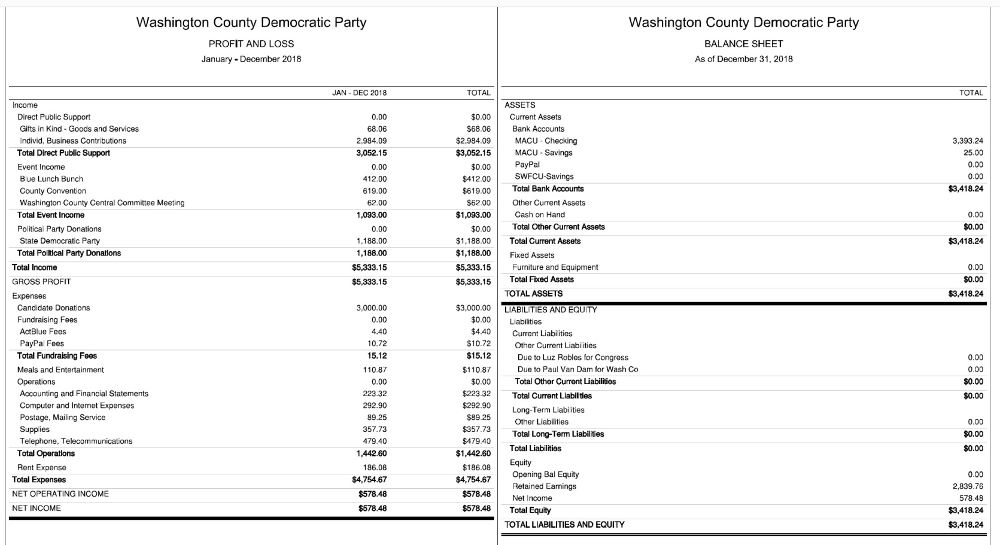 Washington County Democratic Party
PROFIT AND LOSS
January - December 2018
JAN - DEC 2018 TOTAL
Income
Direct Public Support 0.00 $0.00
Gifts in Kind - Goods and Services 68.06 $68.06
Individ, Business Contributions 2,984.09 $2,984.09
Total Direct Public Support 3,052.15 $3,052.15
Event Income 0.00 $0.00
Blue Lunch Bunch 412.00 $412.00
County Convention 619.00 $619.00
Washington County Central Committee Meeting 62.00 $62.00
Total Event Income 1,093.00 $1,093.00
Political Party Donations 0.00 $0.00
State Democratic Party 1,188.00 $1,188.00
Total Political Party Donations 1,188.00 $1,188.00
Total Income $5,333.15 $5,333.15
GROSS PROFIT $5,333.15 $5,333.15
Expenses
Candidate Donations 3,000.00 $3,000.00
Fundraising Fees 0.00 $0.00
ActBlue Fees 4.40 $4.40
PayPal Fees 10.72 $10.72
Total Fundraising Fees 15.12 $15.12
Meals and Entertainment 110.87 $110.87
Operations 0.00 $0.00
Accounting and Financial Statements 223.32 $223.32
Computer and Internet Expenses 292.90 $292.90
Postage, Mailing Service 89.25 $89.25
Supplies 357.73 $357.73
Telephone, Telecommunications 479.40 $479.40
Total Operations 1,442.60 $1,442.60
Rent Expense 186.08 $186.08
Total Expenses $4,754.67 $4,754.67
NET OPERATING INCOME $578.48 $578.48
NET INCOME $578.48 $578.48
Washington County Democratic Party
BALANCE SHEET
As of December 31, 2018
TOTAL
ASSETS
Current Assets
Bank Accounts
MACU - Checking 3,393.24
MACU - Savings 25.00
PayPal 0.00
SWFCU-Savings 0.00
Total Bank Accounts $3,418.24
Other Current Assets
Cash on Hand 0.00
Total Other Current Assets $0.00
Total Current Assets $3,418.24
Fixed Assets
Furniture and Equipment 0.00
Total Fixed Assets $0.00
TOTAL ASSETS $3,418.24
LIABILITIES AND EQUITY
Liabilities
Current Liabilities
Other Current Liabilities
Due to Luz Robles for Congress 0.00
Due to Paul Van Dam for Wash Co 0.00
Total Other Current Liabilities $0.00
Total Current Liabilities $0.00
Long-Term Liabilities
Other Liabilities 0.00
Total Long-Term Liabilities $0.00
Total Liabilities $0.00
Equity
Opening Bal Equity 0.00
Retained Earnings 2,839.76
Net Income 578.48
Total Equity $3,418.24
TOTAL LIABILITIES AND EQUITY $3,418.24